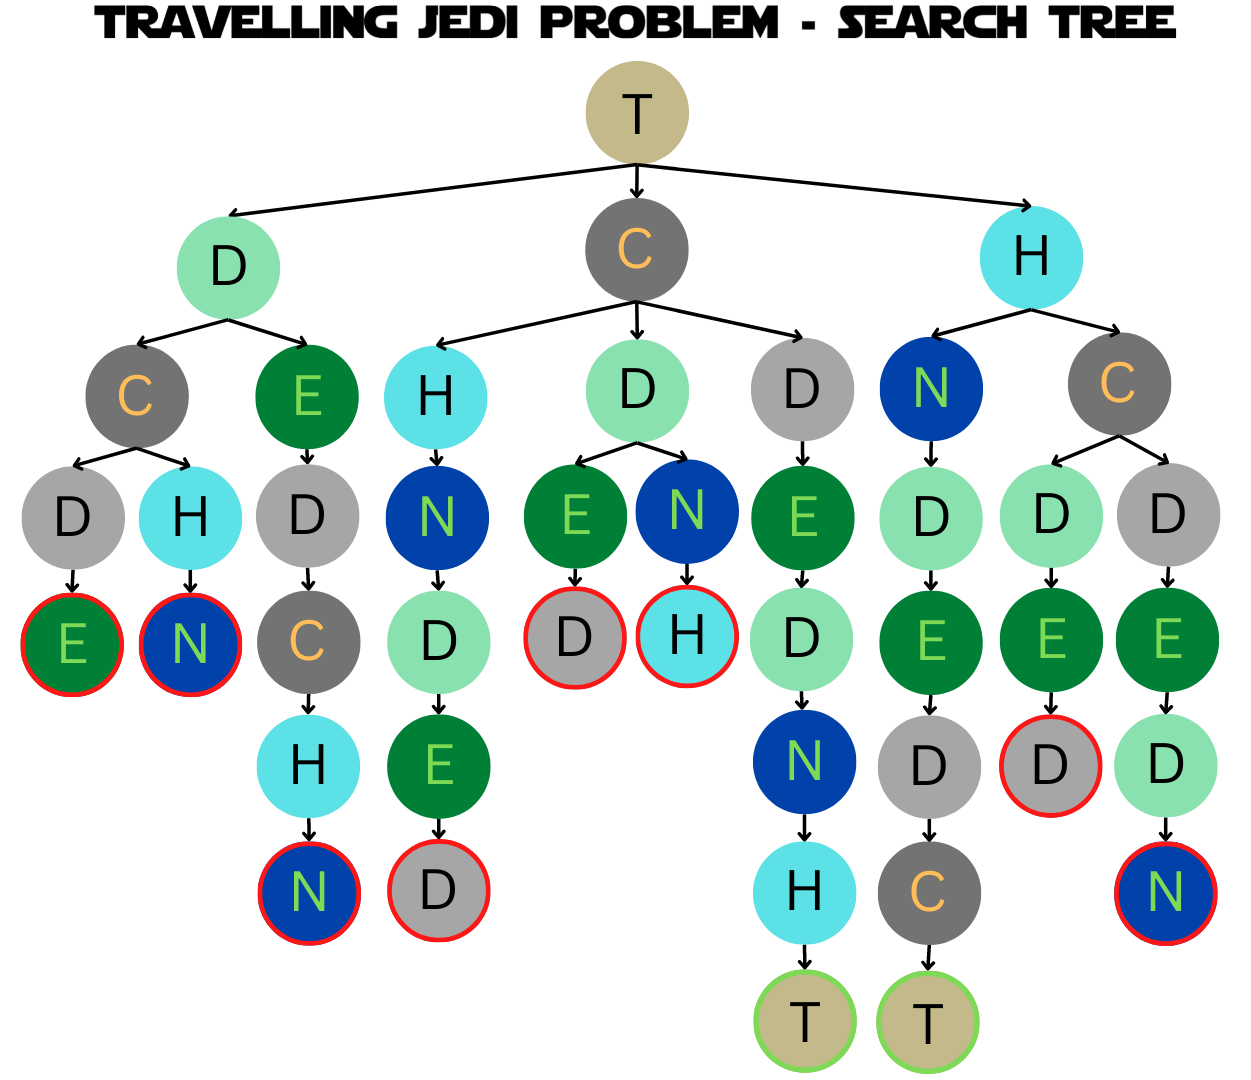 TRAVELLING JEDI PROBLEM - SEARCH TREE
T
D C H
C E H D D N C
D H D N E N E D D D
E N C D D H D E E E
H E N D D D
N D H C N
T T